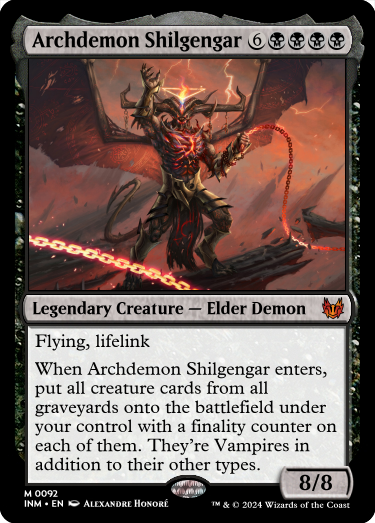 Archdemon Shilgengar 6
Legendary Creature — Elder Demon
Flying, lifelink
When Archdemon Shilgengar enters,
put all creature cards from all
graveyards onto the battlefield under
your control with a finality counter on
each of them. They're Vampires in
addition to their other types.
8/8
M 0092
INM • EN Alexandre Honoré
™ & © 2024 Wizards of the Coast